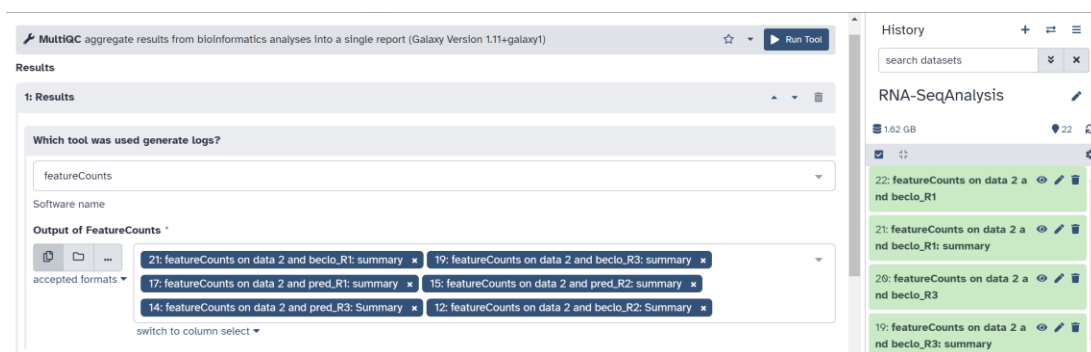 MultiQC aggregate results from bioinformatics analyses into a single report (Galaxy Version 1.11+galaxy1)
Run Tool
Results
1: Results
Which tool was used generate logs?
featureCounts
Software name
Output of FeatureCounts *
...
accepted formats
21: featureCounts on data 2 and beclo_R1: summary × 19: featureCounts on data 2 and beclo_R3: summary ×
17: featureCounts on data 2 and pred_R1: summary × 15: featureCounts on data 2 and pred_R2: summary ×
14: featureCounts on data 2 and pred_R3: Summary × 12: featureCounts on data 2 and beclo_R2: Summary ×
switch to column select
History
search datasets
RNA-SeqAnalysis
1.62 GB 22
22: featureCounts on data 2 a
nd beclo_R1
21: featureCounts on data 2 a
nd beclo_R1: summary
20: featureCounts on data 2 a
nd beclo_R3
19: featureCounts on data 2 a
nd beclo_R3: summary